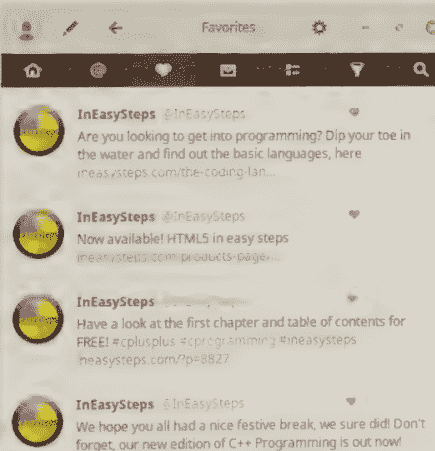 Favorites
InEasySteps @InEasySteps
Are you looking to get into programming? Dip your toe in
the water and find out the basic languages, here
ineasysteps.com/the-coding-lan...
InEasySteps @InEasySteps
Now available! HTML5 in easy steps
ineasysteps.com/products-page/...
InEasySteps
Have a look at the first chapter and table of contents for
FREE! #cplusplus #cprogramming #ineasysteps
ineasysteps.com/?p=8827
InEasySteps @InEasySteps
We hope you all had a nice festive break, we sure did! Don't
forget, our new edition of C++ Programming is out now!